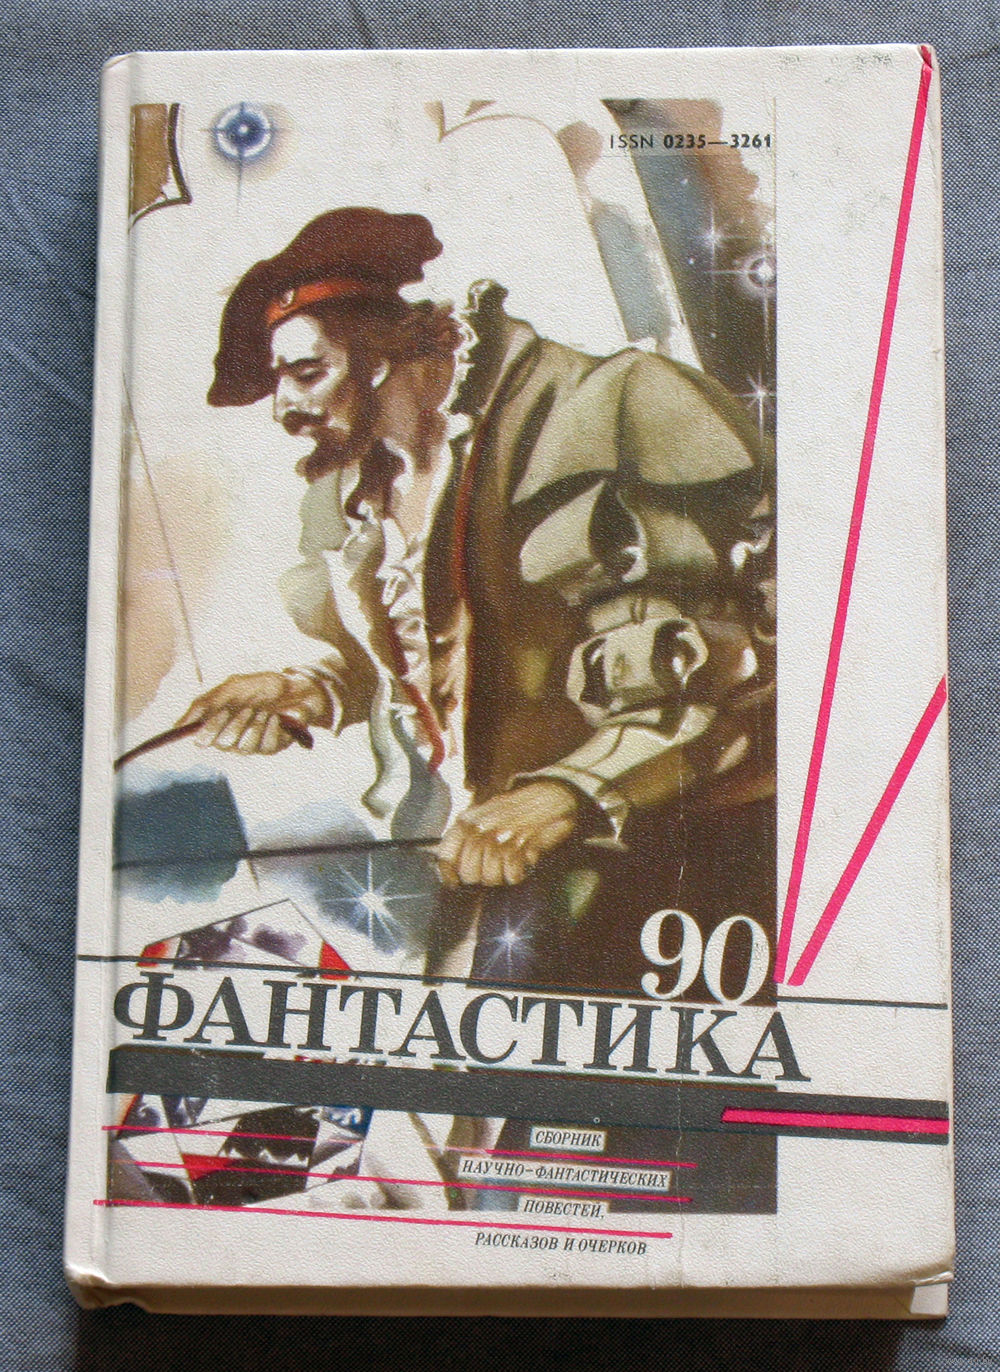 ISSN 0235—3261
90
ФАНТАСТИКА
СБОРНИК
НАУЧНО-ФАНТАСТИЧЕСКИХ
ПОВЕСТЕЙ,
РАССКАЗОВ И ОЧЕРКОВ